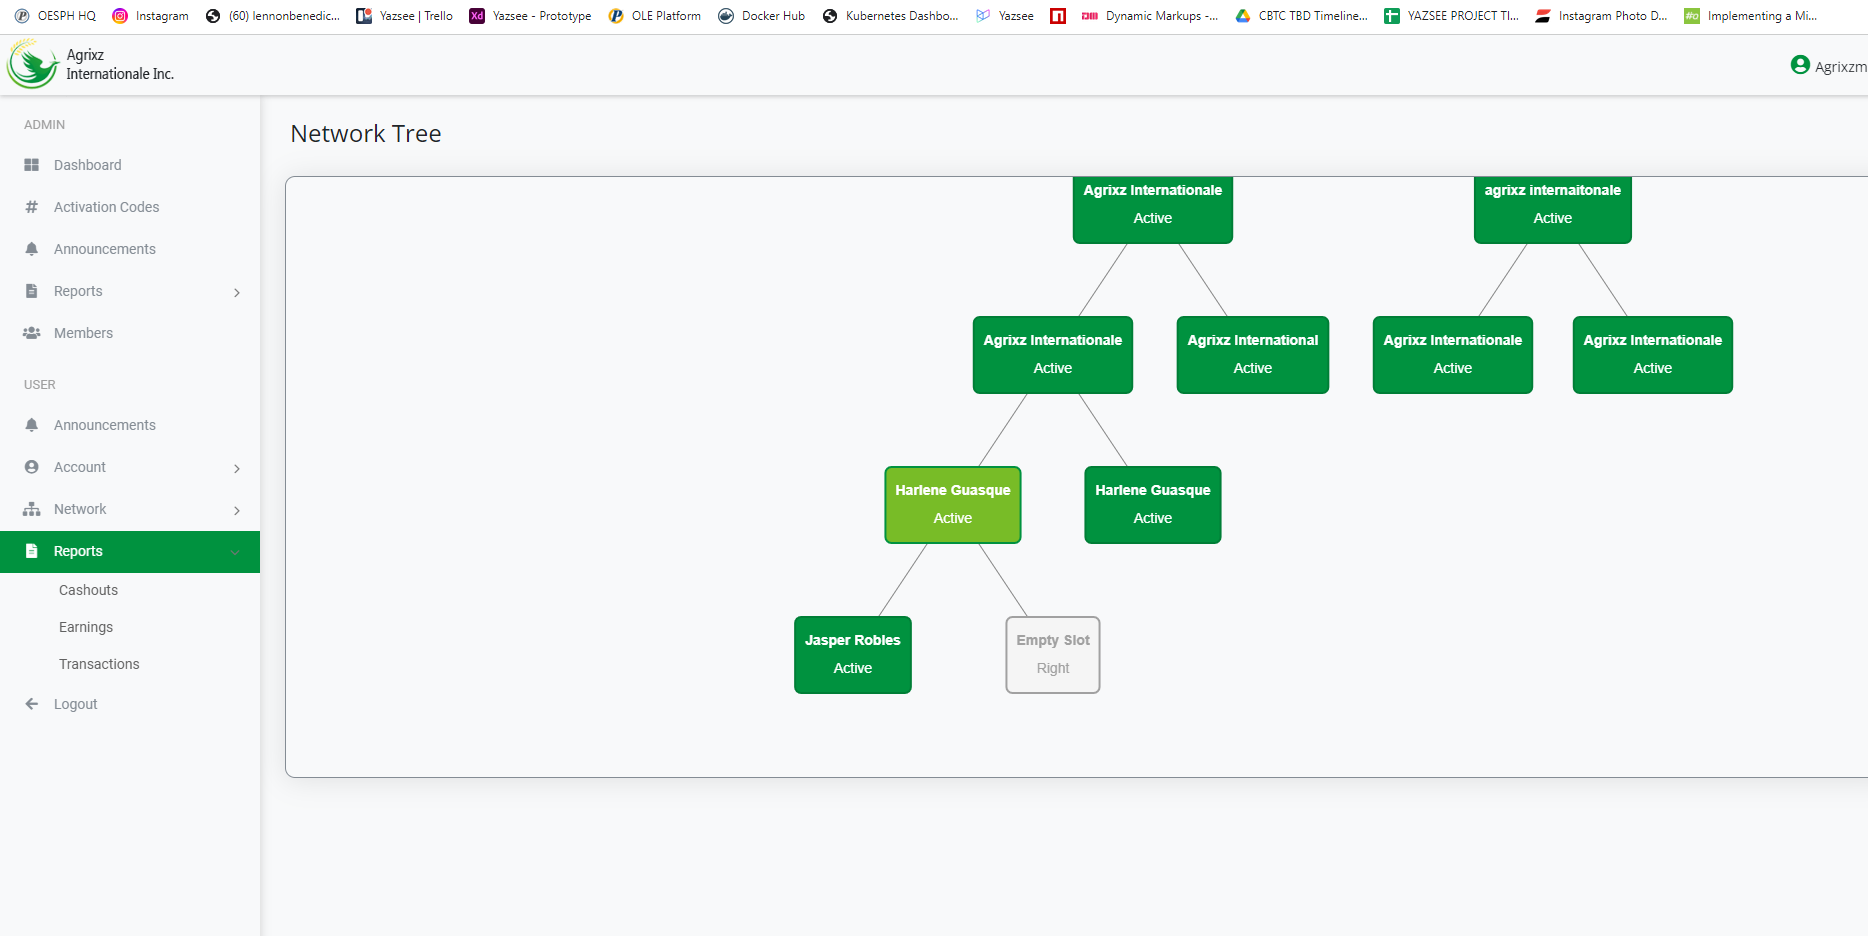 OESPH HQ
Instagram
(60) lennonbenedic...
Yazsee | Trello
Xd
Yazsee - Prototype
OLE Platform
Docker Hub
Kubernetes Dashbo...
Yazsee
Dynamic Markups -...
CBTC TBD Timeline...
YAZSEE PROJECT TI...
Instagram Photo D...
#o
Implementing a Mi...
Agrixz
Internationale Inc.
Agrixzm
ADMIN
Dashboard
Activation Codes
Announcements
Reports
Members
USER
Announcements
Account
Network
Reports
Cashouts
Earnings
Transactions
Logout
Network Tree
Agrixz Internationale
Active
agrixz internaitonale
Active
Agrixz Internationale
Active
Agrixz International
Active
Agrixz Internationale
Active
Agrixz Internationale
Active
Harlene Guasque
Active
Harlene Guasque
Active
Jasper Robles
Active
Empty Slot
Right